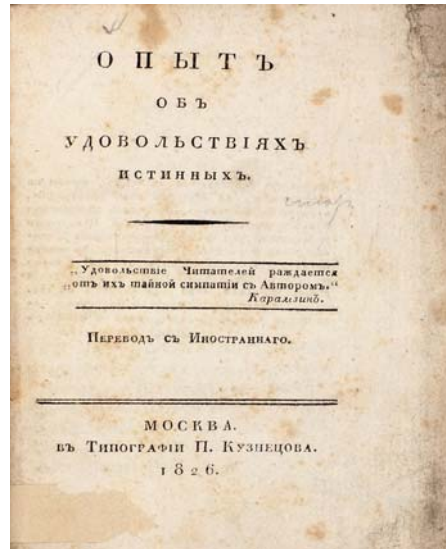 ОПЫТЪ
ОБЪ
УДОВОЛЬСТВІЯХЪ
ИСТИННЫХЪ.
„Удовольствіе Читателей раждается
„отъ ихъ тайной симпатіи съ Авторомъ.“
Карамзинъ.
Переводъ съ Иностраннаго.
МОСКВА.
въ Типографіи П. Кузнецова.
1826.